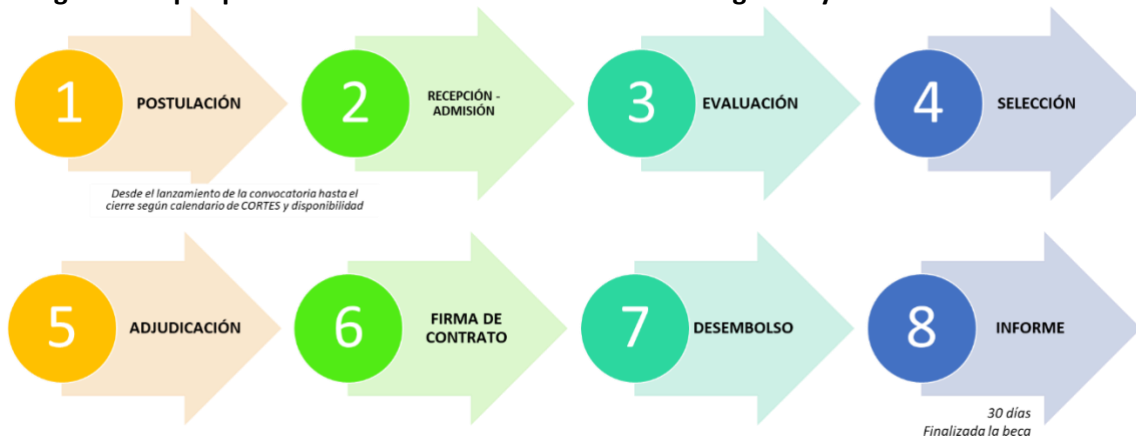 1
POSTULACIÓN
2
RECEPCIÓN -
ADMISIÓN
3
EVALUACIÓN
4
SELECCIÓN
Desde el lanzamiento de la convocatoria hasta el
cierre según calendario de CORTES y disponibilidad
5
ADJUDICACIÓN
6
FIRMA DE
CONTRATO
7
DESEMBOLSO
8
INFORME
30 días
Finalizada la beca